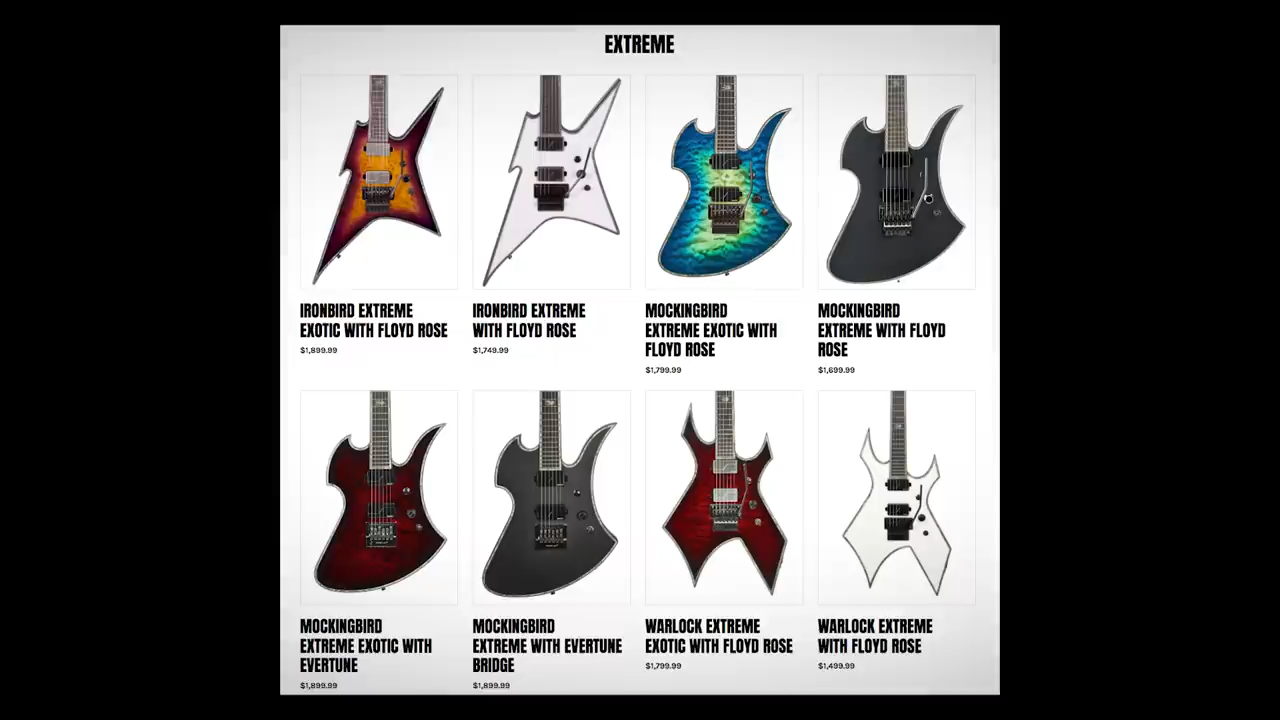 EXTREME
IRONBIRD EXTREME
EXOTIC WITH FLOYD ROSE
$1,899.99
IRONBIRD EXTREME
WITH FLOYD ROSE
$1,749.99
MOCKINGBIRD
EXTREME EXOTIC WITH
FLOYD ROSE
$1,799.99
MOCKINGBIRD
EXTREME WITH FLOYD
ROSE
$1,699.99
MOCKINGBIRD
EXTREME EXOTIC WITH
EVERTUNE
$1,899.99
MOCKINGBIRD
EXTREME WITH EVERTUNE
BRIDGE
$1,899.99
WARLOCK EXTREME
EXOTIC WITH FLOYD ROSE
$1,799.99
WARLOCK EXTREME
WITH FLOYD ROSE
$1,499.99